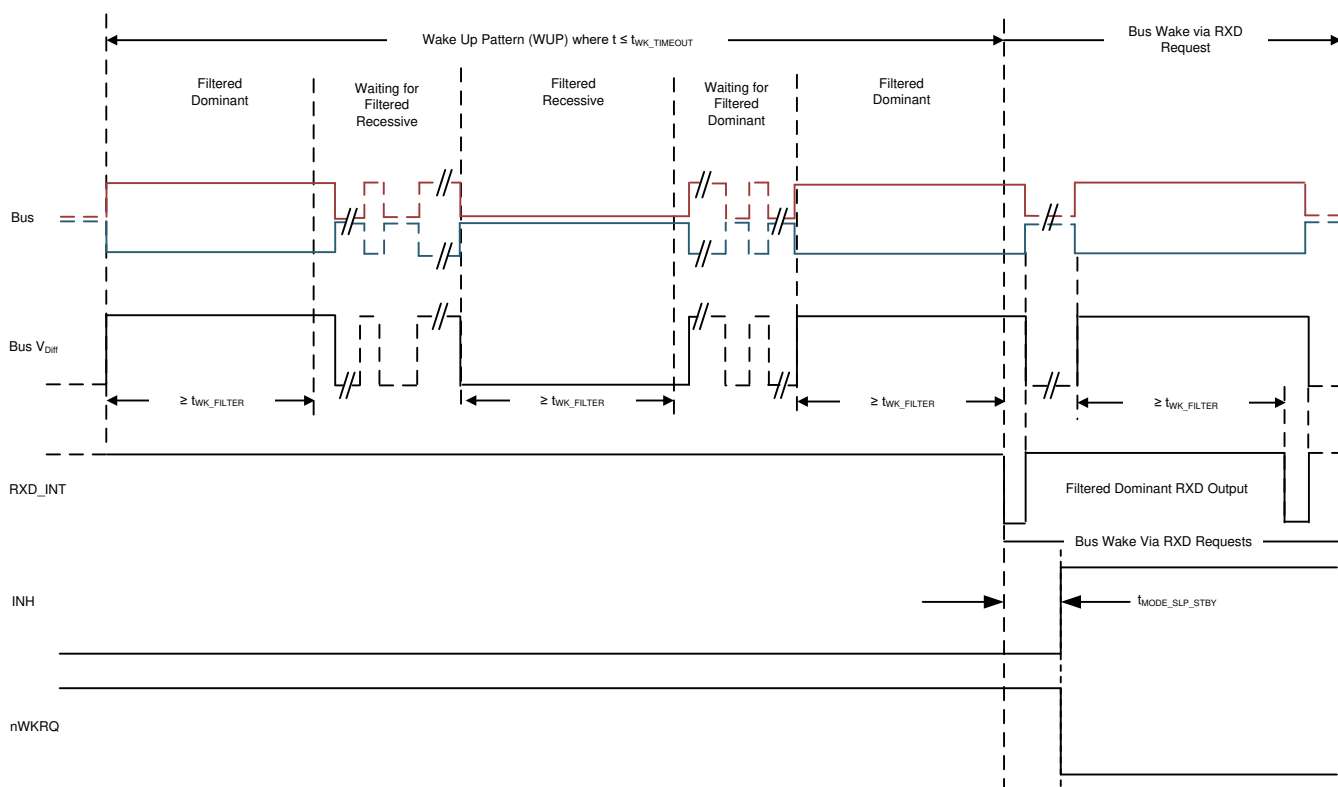 Wake Up Pattern (WUP) where t ≤ tWK_TIMEOUT
Bus Wake via RXD
Request
Filtered
Dominant
Waiting for
Filtered
Recessive
Filtered
Recessive
Waiting for
Filtered
Dominant
Filtered
Dominant
Bus
Bus VDiff
≥ tWK_FILTER
≥ tWK_FILTER
≥ tWK_FILTER
≥ tWK_FILTER
RXD_INT
Filtered Dominant RXD Output
Bus Wake Via RXD Requests
INH
tMODE_SLP_STBY
nWKRQ